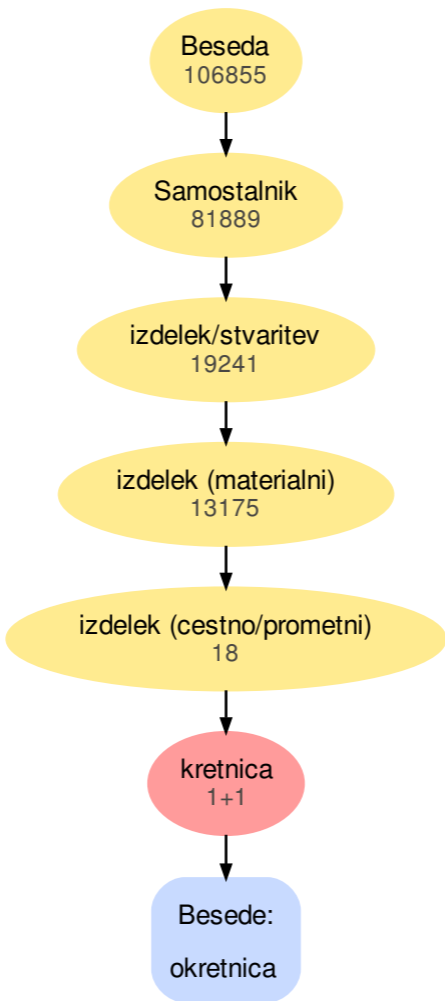 Beseda
106855
Samostalnik
81889
izdelek/stvaritev
19241
izdelek (materialni)
13175
izdelek (cestno/prometni)
18
kretnica
1+1
Besede:
okretnica